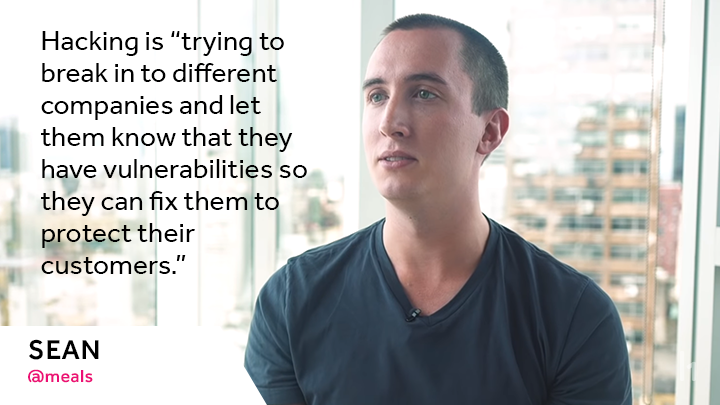 Hacking is “trying to
break in to different
companies and let
them know that they
have vulnerabilities so
they can fix them to
protect their
customers.”
SEAN
@meals